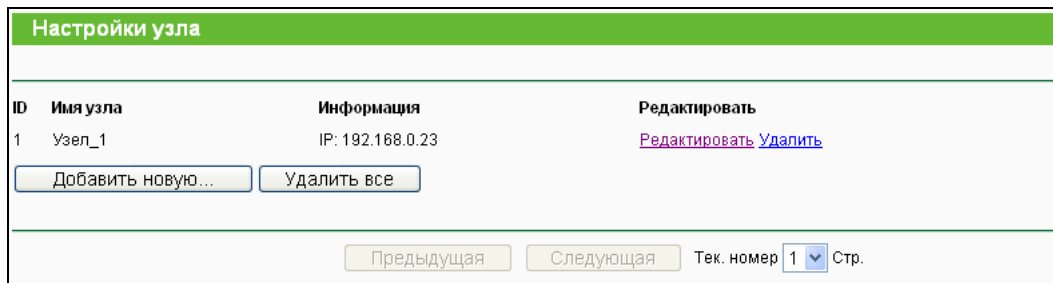 Настройки узла
ID Имя узла Информация Редактировать
1 Узел_1 IP: 192.168.0.23 Редактировать Удалить
Добавить новую... Удалить все
Предыдущая Следующая Тек. номер 1 Стр.